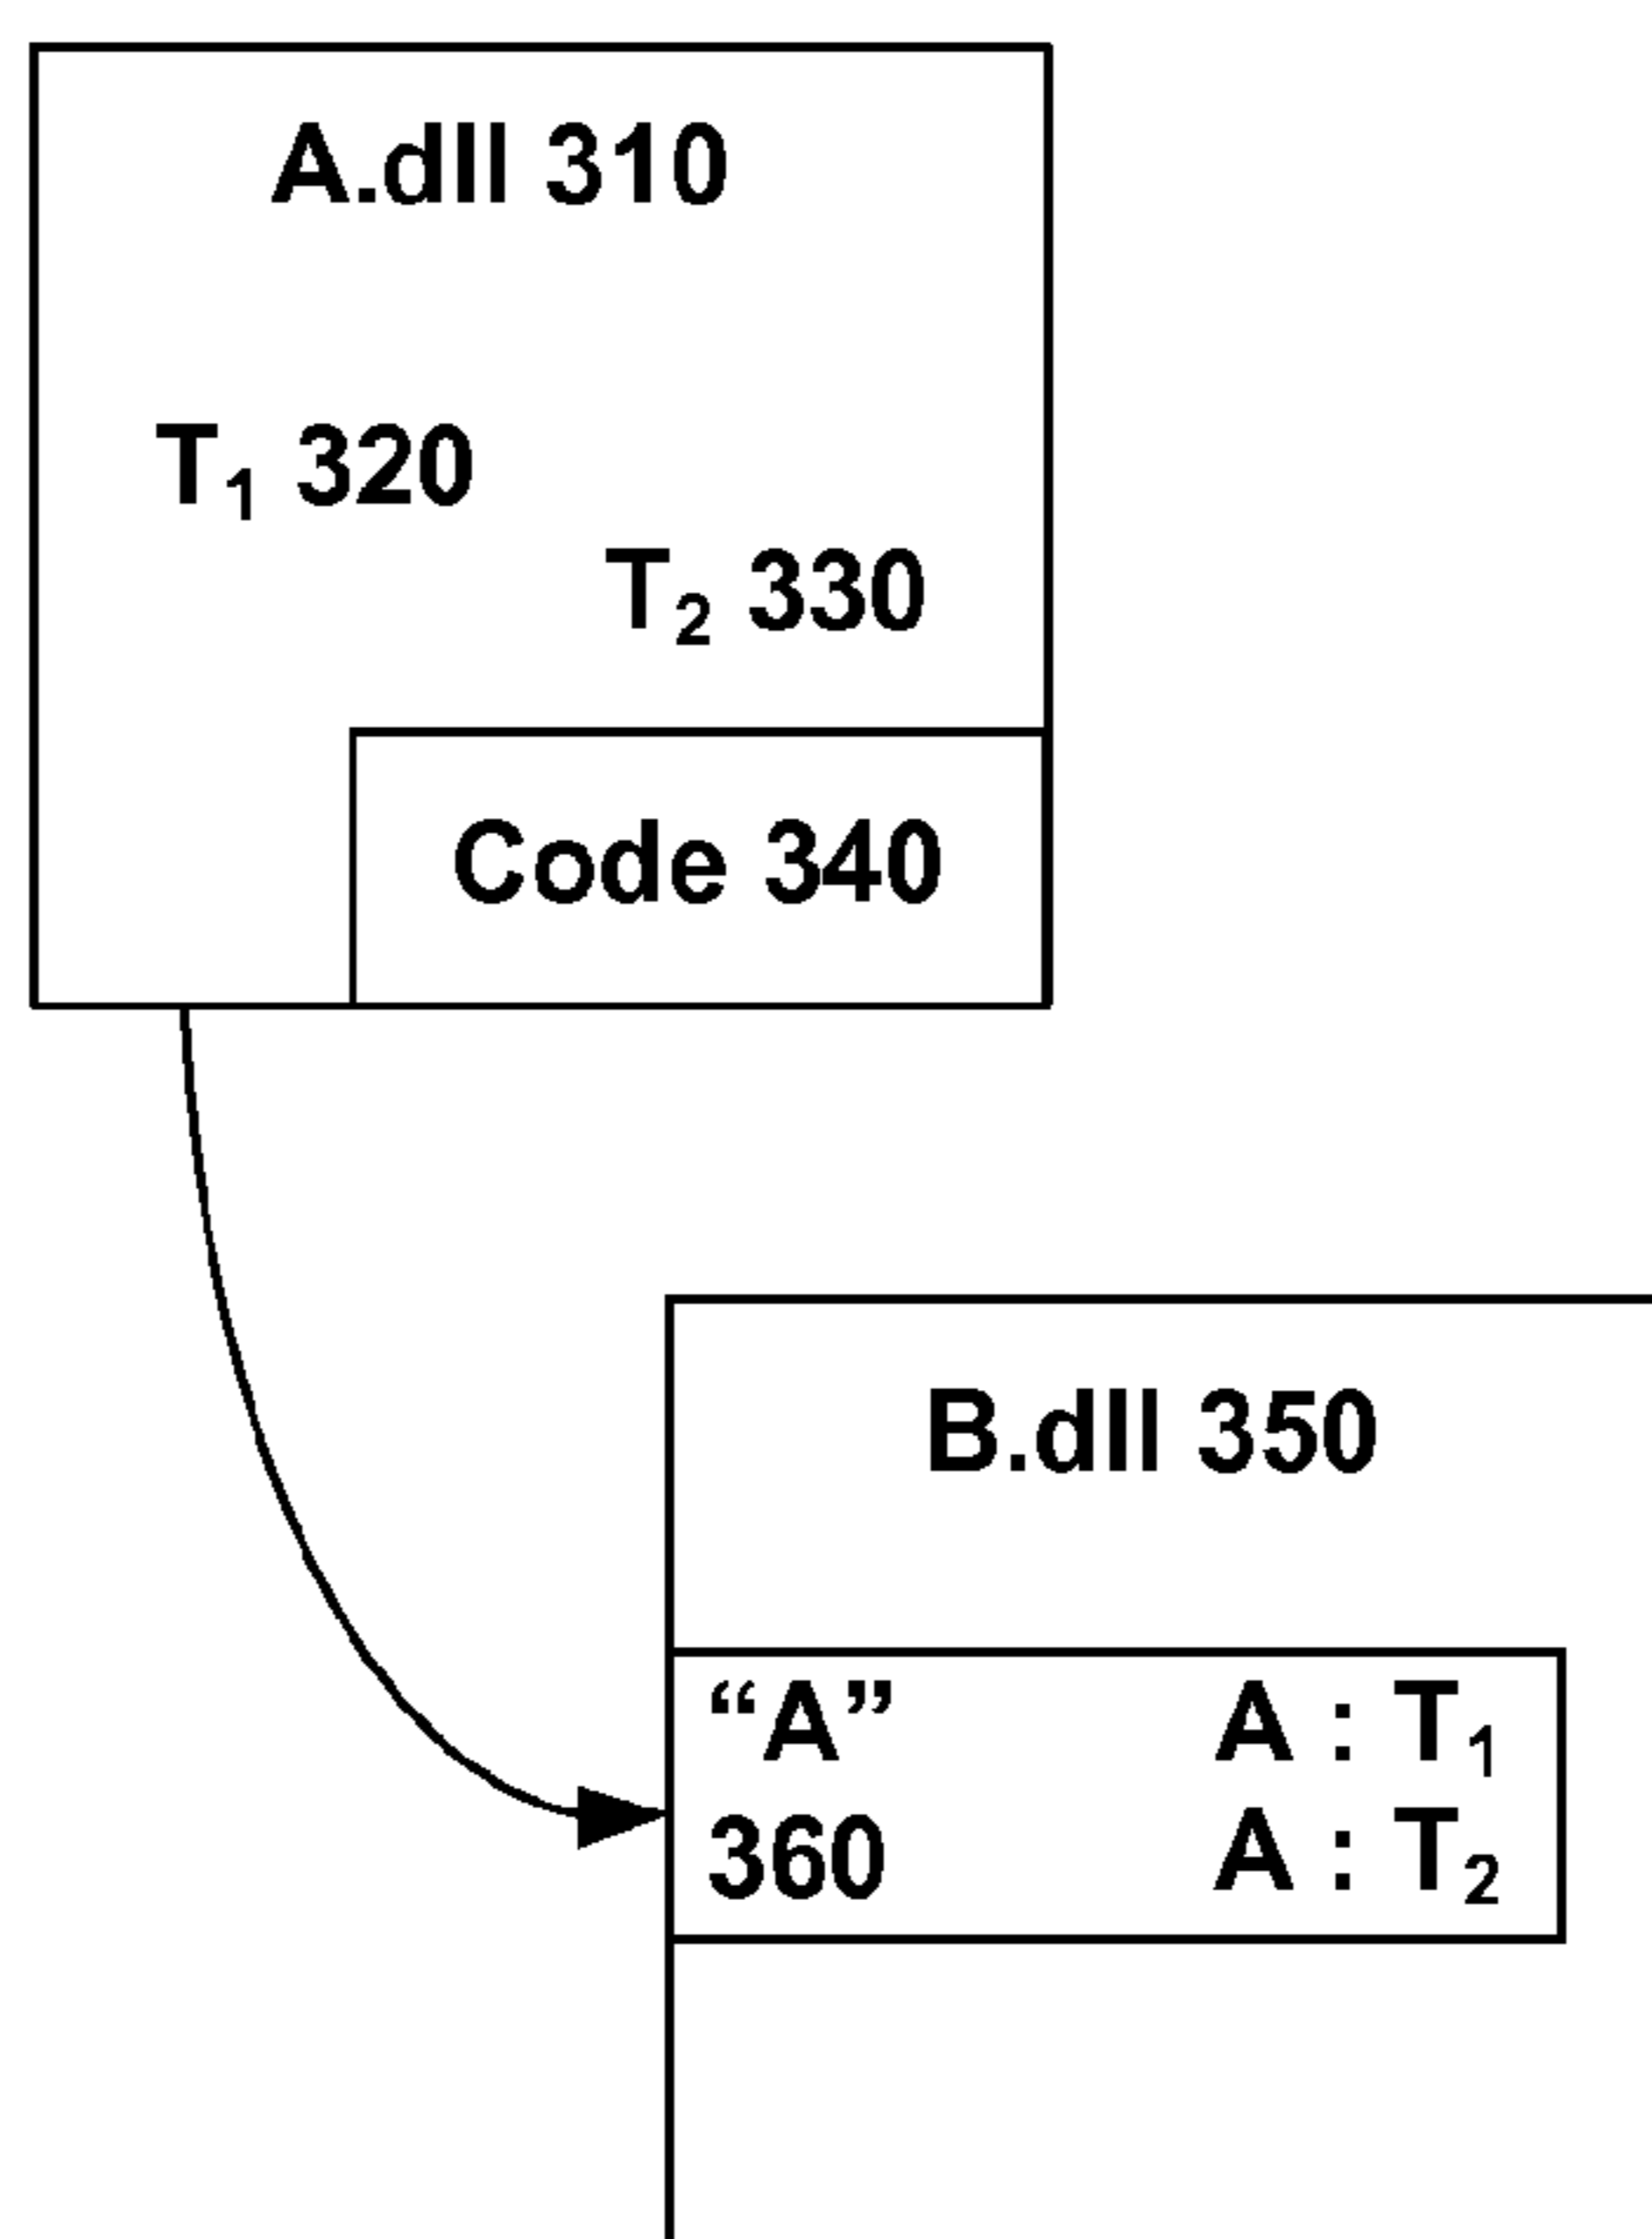 A.dll 310
T₁ 320
T₂ 330
Code 340
B.dll 350
“A” A : T₁
360 A : T₂